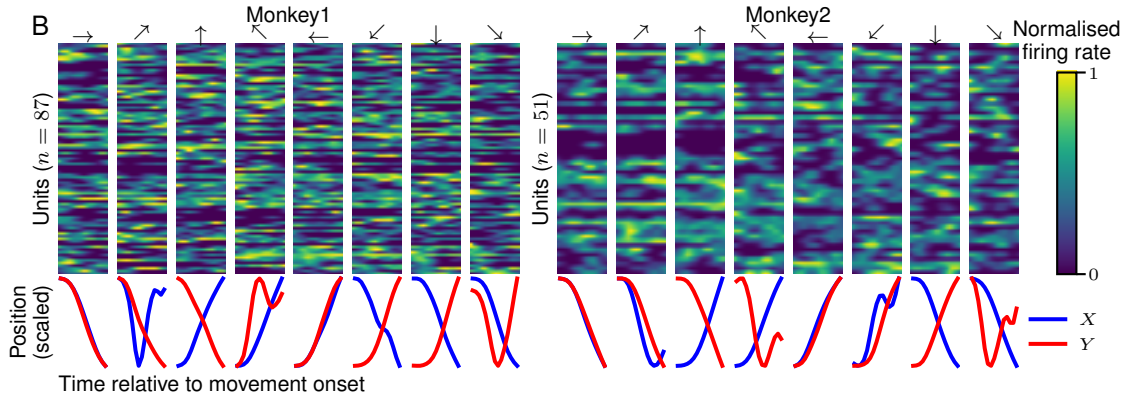 B
Monkey1
Monkey2
→ ↗ ↑ ↖ ← ↙ ↓ ↘
→ ↗ ↑ ↖ ← ↙ ↓ ↘
Units (n = 87)
Units (n = 51)
Normalised
firing rate
1
0
Position
(scaled)
X
Y
Time relative to movement onset